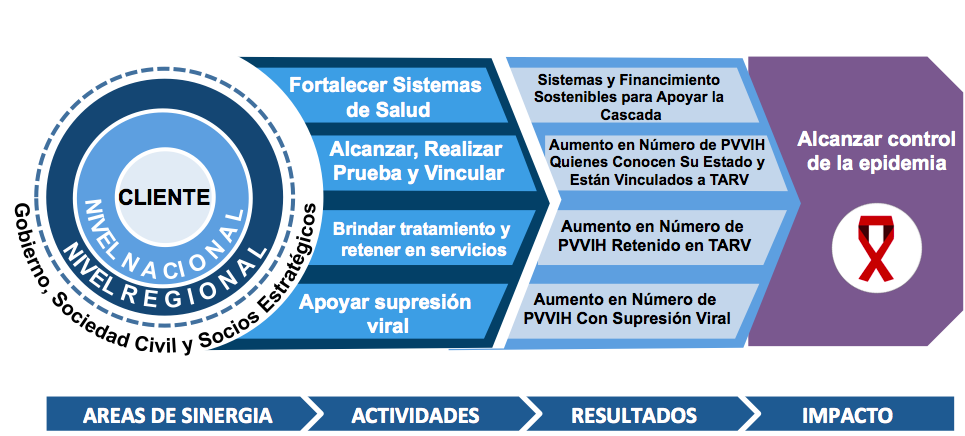 CLIENTE
NIVEL NACIONAL
NIVEL REGIONAL
Gobierno, Sociedad Civil y Socios Estratégicos
Fortalecer Sistemas
de Salud
Alcanzar, Realizar
Prueba y Vincular
Brindar tratamiento y
retener en servicios
Apoyar supresión
viral
Sistemas y Financimiento
Sostenibles para Apoyar la
Cascada
Aumento en Número de PVVIH
Quienes Conocen Su Estado y
Están Vinculados a TARV
Aumento en Número de
PVVIH Retenido en TARV
Aumento en Número de
PVVIH Con Supresión Viral
Alcanzar control
de la epidemia
AREAS DE SINERGIA
ACTIVIDADES
RESULTADOS
IMPACTO